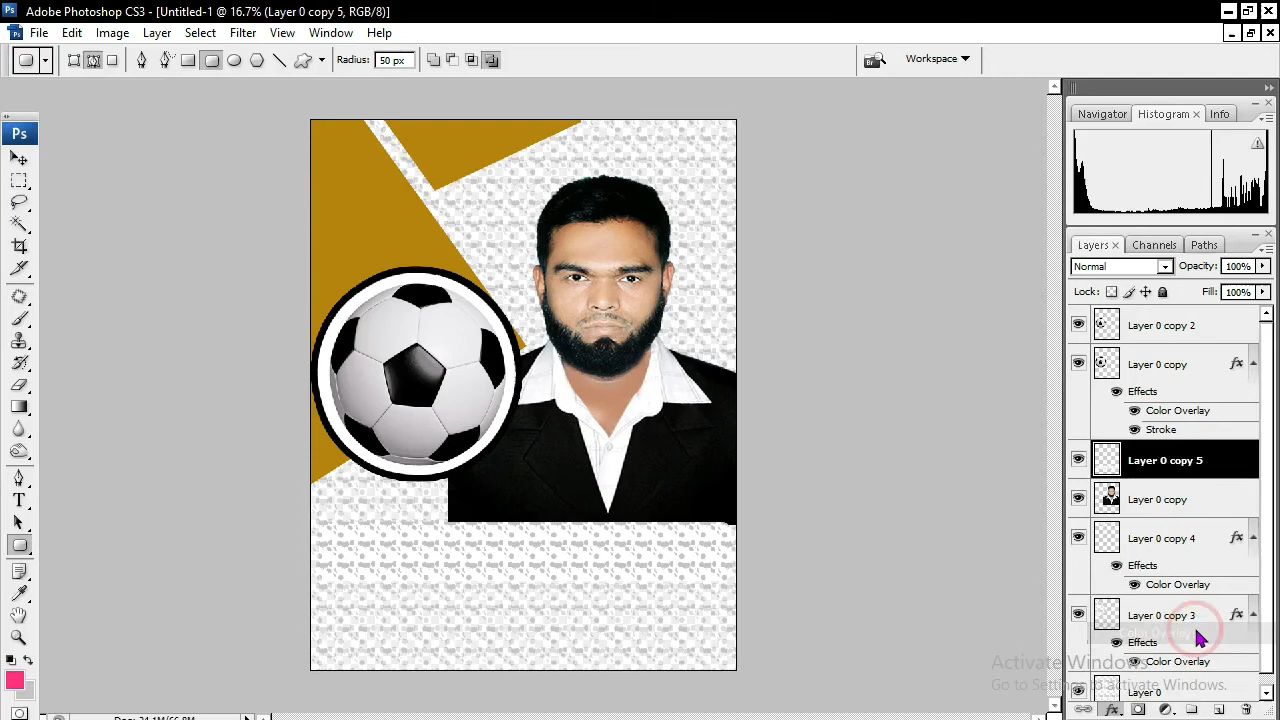 Adobe Photoshop CS3 - [Untitled-1 @ 16.7% (Layer 0 copy 5, RGB/8)]
File Edit Image Layer Select Filter View Window Help
Radius: 50 px Workspace
Ps
Navigator Histogram × Info
Layers × Channels Paths
Normal Opacity: 100%
Lock: Fill: 100%
Layer 0 copy 2
Layer 0 copy fx
Effects
Color Overlay
Stroke
Layer 0 copy 5
Layer 0 copy
Layer 0 copy 4 fx
Effects
Color Overlay
Layer 0 copy 3 fx
Effects
Color Overlay
Activate Windows
Go to Settings to activate Windows.
Layer 0